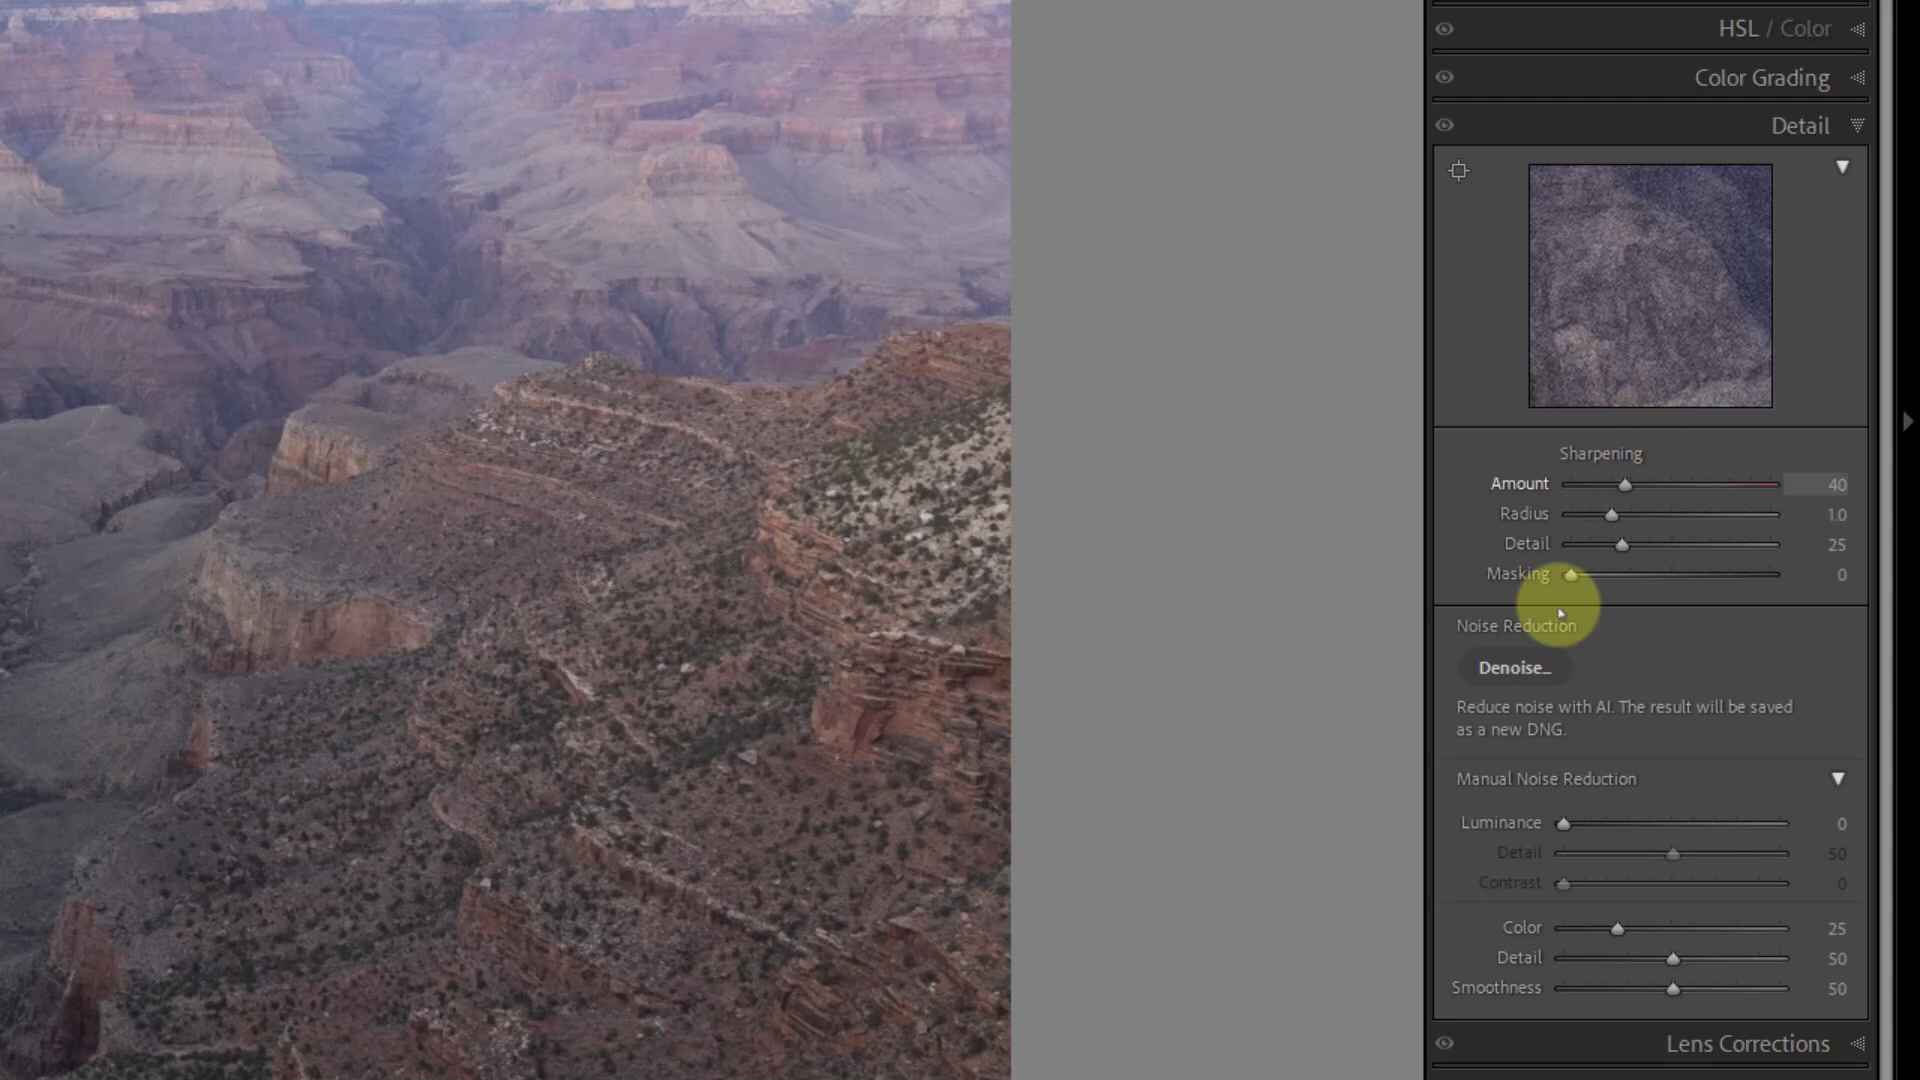 HSL / Color
Color Grading
Detail
Sharpening
Amount 40
Radius 1.0
Detail 25
Masking 0
Noise Reduction
Denoise...
Reduce noise with AI. The result will be saved
as a new DNG.
Manual Noise Reduction
Luminance 0
Detail 50
Contrast 0
Color 25
Detail 50
Smoothness 50
Lens Corrections